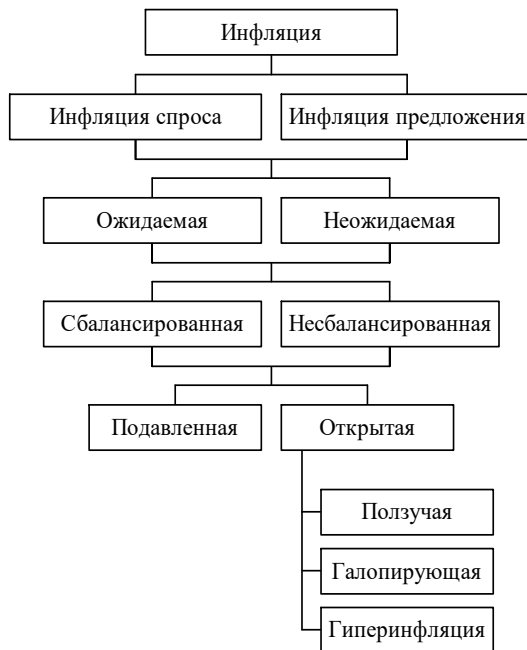 Инфляция
Инфляция спроса
Инфляция предложения
Ожидаемая
Неожидаемая
Сбалансированная
Несбалансированная
Подавленная
Открытая
Ползучая
Галопирующая
Гиперинфляция